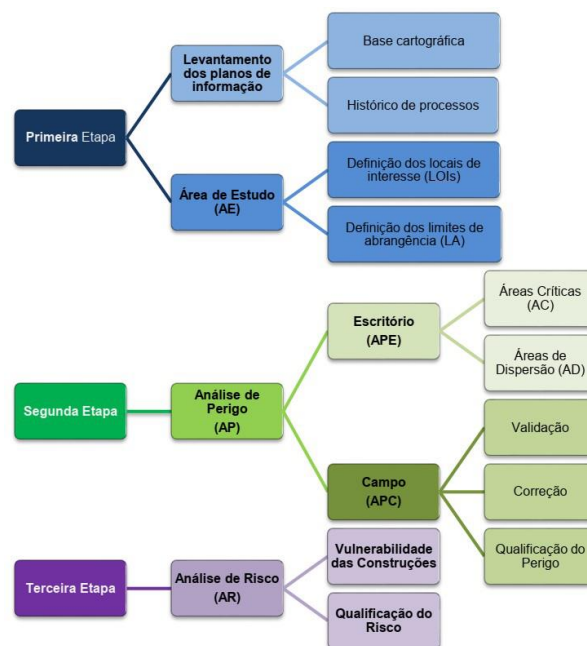 Primeira Etapa
Levantamento
dos planos de
informação
Base cartográfica
Histórico de processos
Área de Estudo
(AE)
Definição dos locais de
interesse (LOIs)
Definição dos limites de
abrangência (LA)
Segunda Etapa
Análise de
Perigo
(AP)
Escritório
(APE)
Áreas Críticas
(AC)
Áreas de
Dispersão (AD)
Campo
(APC)
Validação
Correção
Qualificação do
Perigo
Terceira Etapa
Análise de Risco
(AR)
Vulnerabilidade
das Construções
Qualificação do
Risco